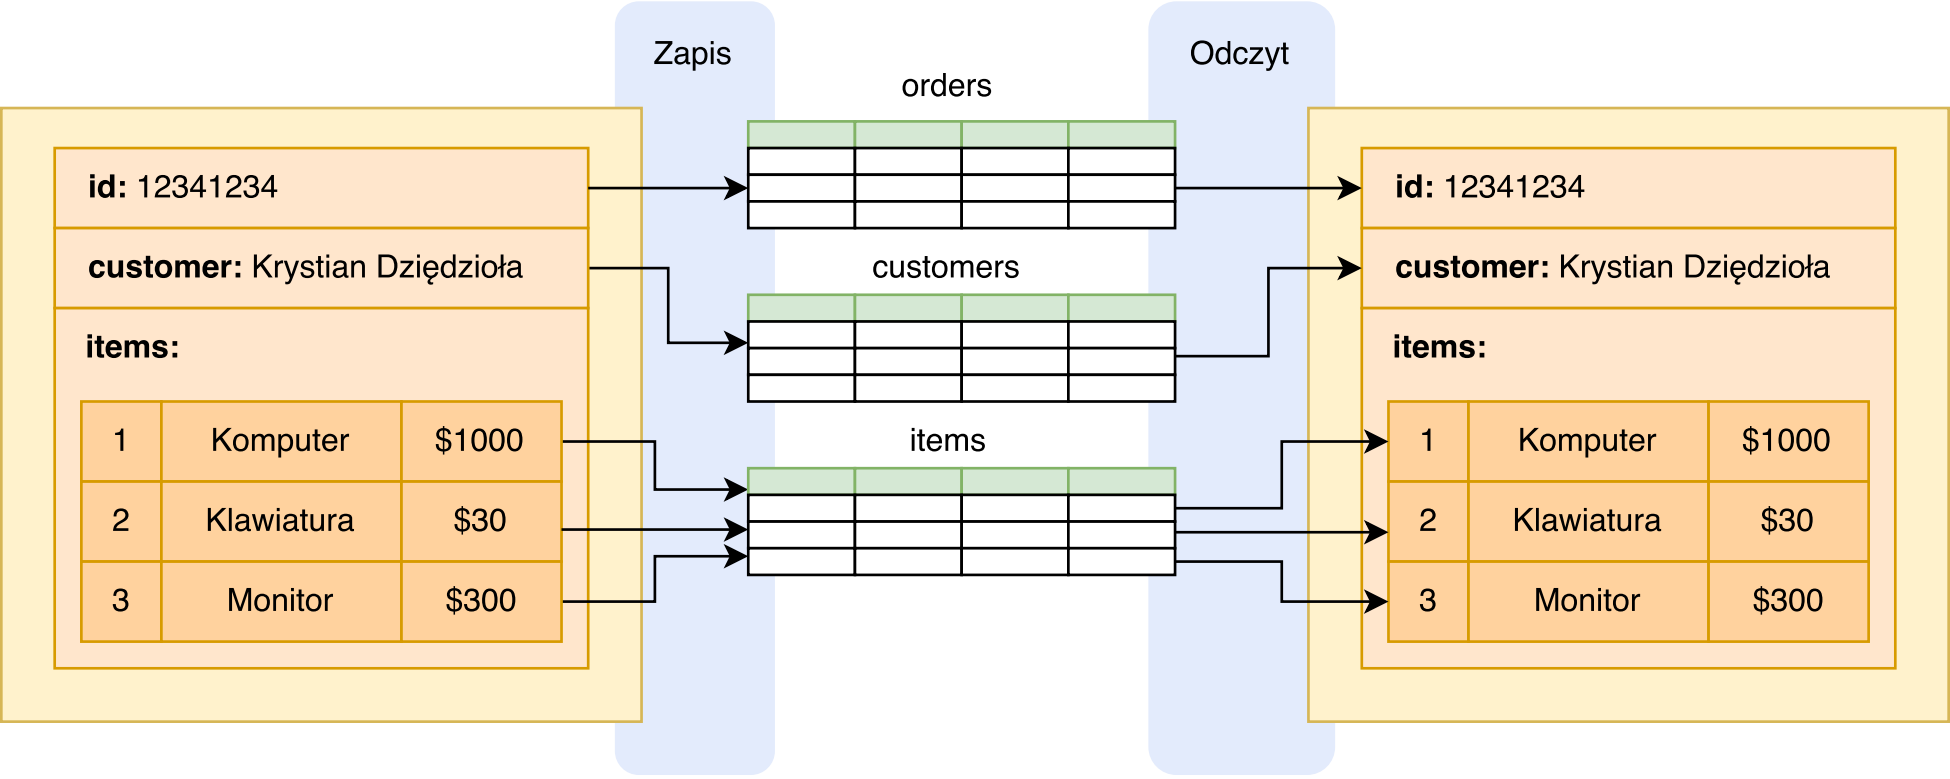 Zapis
Odczyt
orders
id: 12341234
customer: Krystian Dziędzioła
items:
1 Komputer $1000
2 Klawiatura $30
3 Monitor $300
customers
items
id: 12341234
customer: Krystian Dziędzioła
items:
1 Komputer $1000
2 Klawiatura $30
3 Monitor $300